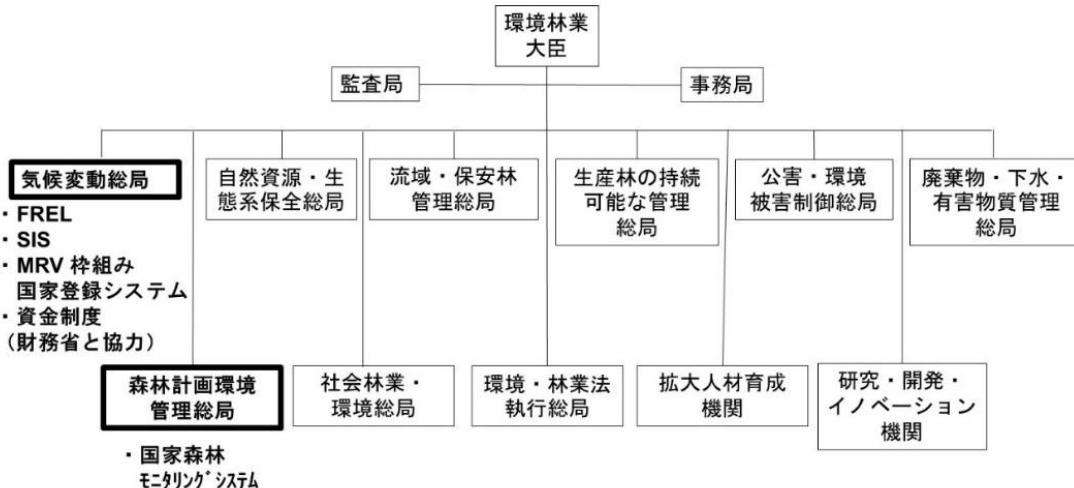 環境林業
大臣
監査局
事務局
気候変動総局
・FREL
・SIS
・MRV 枠組み
国家登録システム
・資金制度
（財務省と協力）
自然資源・生
態系保全総局
流域・保安林
管理総局
生産林の持続
可能な管理
総局
公害・環境
被害制御総局
廃棄物・下水・
有害物質管理
総局
森林計画環境
管理総局
・国家森林
ﾓﾆﾀﾘﾝｸﾞｼｽﾃﾑ
社会林業・
環境総局
環境・林業法
執行総局
拡大人材育成
機関
研究・開発・
イノベーション
機関